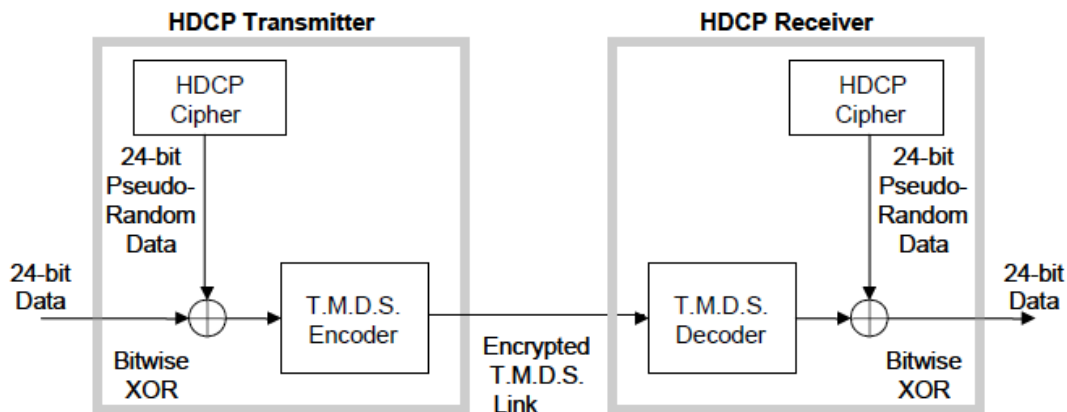 HDCP Transmitter
HDCP
Cipher
24-bit
Pseudo-
Random
Data
24-bit
Data
T.M.D.S.
Encoder
Bitwise
XOR
Encrypted
T.M.D.S.
Link
HDCP Receiver
HDCP
Cipher
24-bit
Pseudo-
Random
Data
T.M.D.S.
Decoder
24-bit
Data
Bitwise
XOR